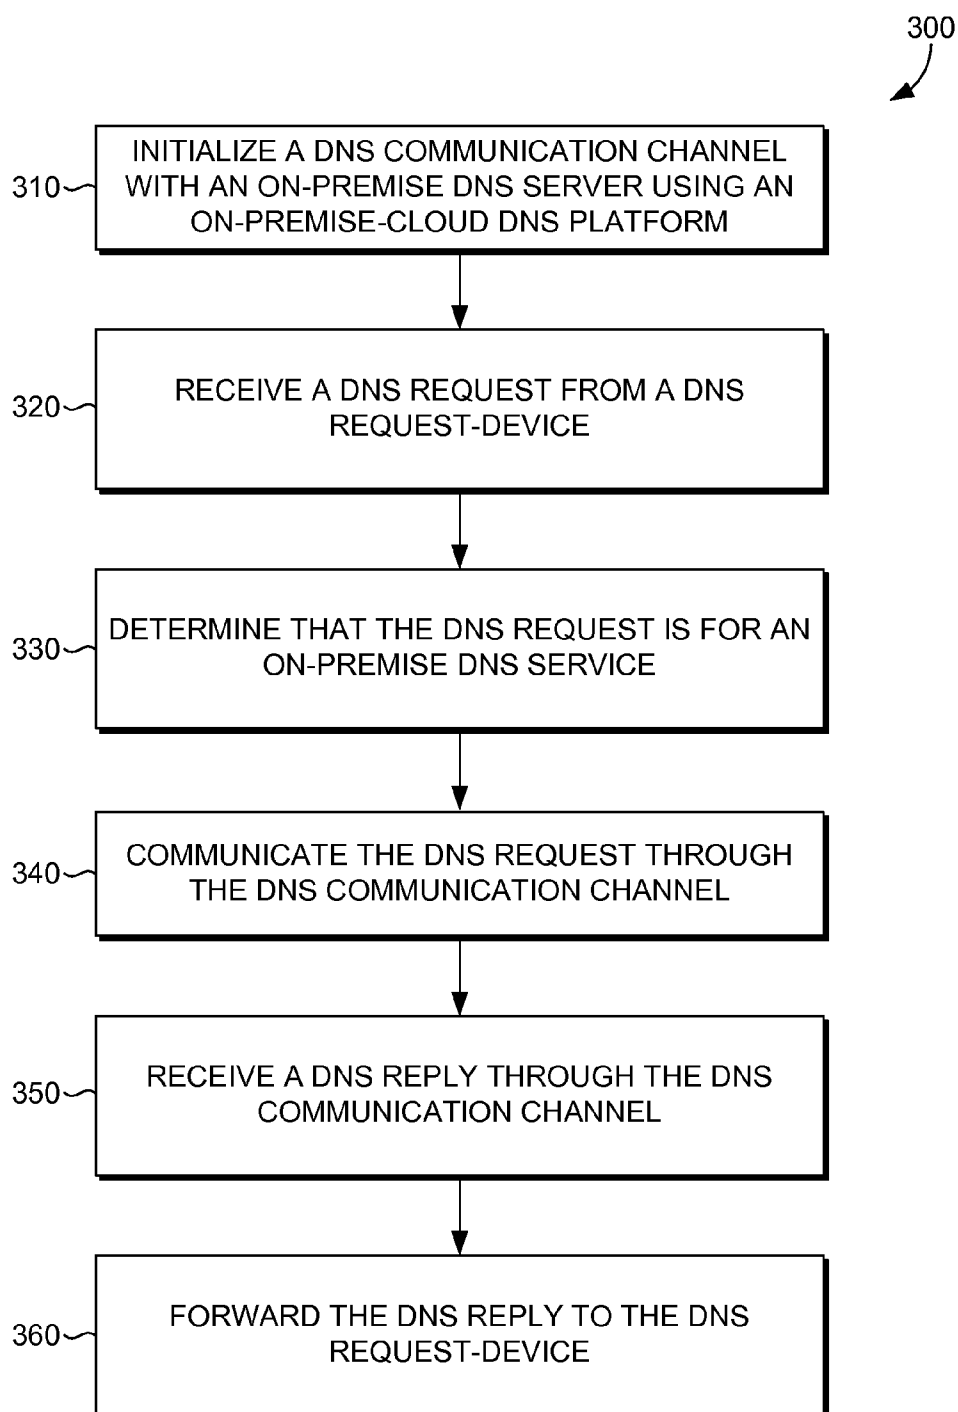 300
310
INITIALIZE A DNS COMMUNICATION CHANNEL
WITH AN ON-PREMISE DNS SERVER USING AN
ON-PREMISE-CLOUD DNS PLATFORM
320
RECEIVE A DNS REQUEST FROM A DNS
REQUEST-DEVICE
330
DETERMINE THAT THE DNS REQUEST IS FOR AN
ON-PREMISE DNS SERVICE
340
COMMUNICATE THE DNS REQUEST THROUGH
THE DNS COMMUNICATION CHANNEL
350
RECEIVE A DNS REPLY THROUGH THE DNS
COMMUNICATION CHANNEL
360
FORWARD THE DNS REPLY TO THE DNS
REQUEST-DEVICE